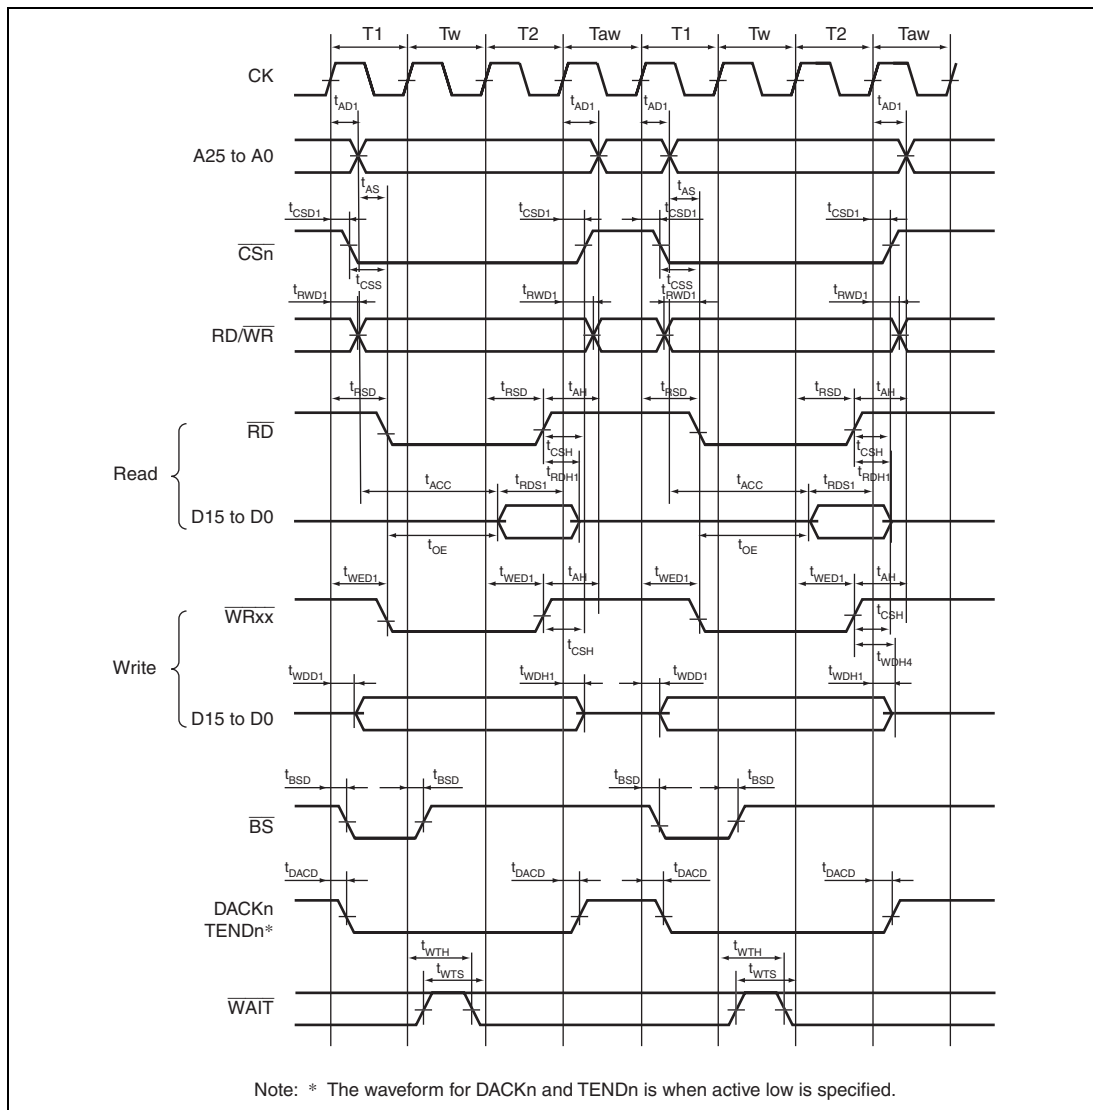 T1 Tw T2 Taw T1 Tw T2 Taw
CK
tAD1 tAD1 tAD1 tAD1
A25 to A0
tAS tAS
tCSD1 tCSD1 tCSD1 tCSD1
CSn
tCSS tCSS
tRWD1 tRWD1 tRWD1 tRWD1
RD/WR
tRSD tRSD tAH tRSD tRSD tAH
RD
tCSH tCSH
tRDH1 tRDH1
Read
tACC tRDS1 tACC tRDS1
D15 to D0
tOE tOE
tWED1 tWED1 tAH tWED1 tWED1 tAH
WRxx
tCSH tCSH
tWDH4
Write
tWDD1 tWDH1 tWDD1 tWDH1
D15 to D0
tBSD tBSD tBSD tBSD
BS
tDACD tDACD tDACD tDACD
DACKn
TENDn*
tWTH tWTH
tWTS tWTS
WAIT
Note: * The waveform for DACKn and TENDn is when active low is specified.